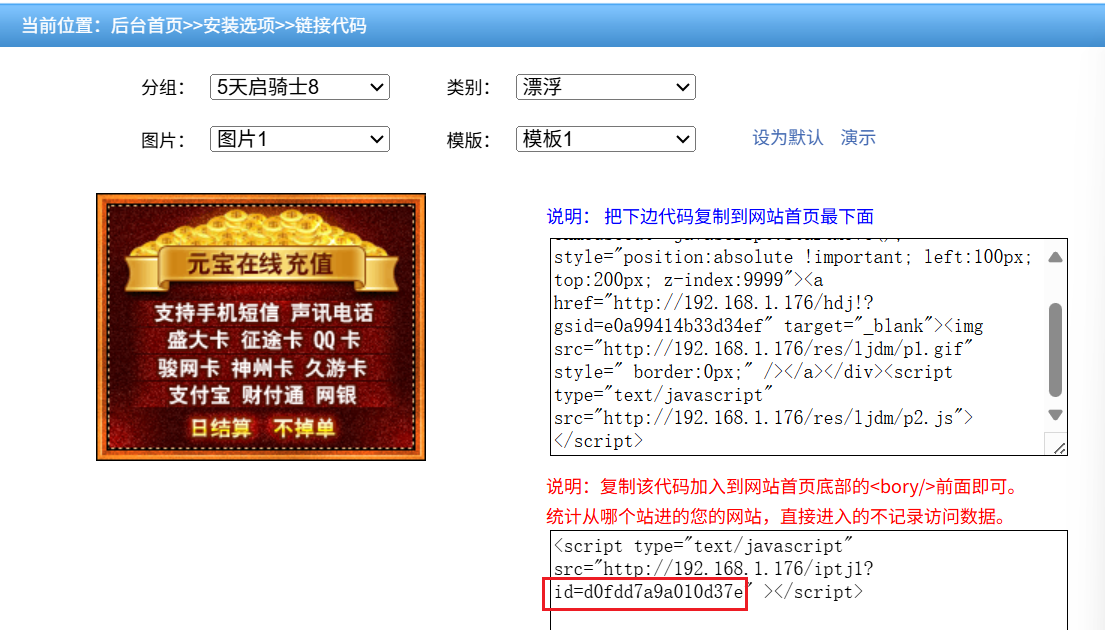 当前位置：后台首页>>安装选项>>链接代码
分组： 5天启骑士8 类别： 漂浮
图片： 图片1 模版： 模板1 设为默认 演示
元宝在线充值
支持手机短信 声讯电话
盛大卡 征途卡 QQ卡
骏网卡 神州卡 久游卡
支付宝 财付通 网银
日结算 不掉单
说明： 把下边代码复制到网站首页最下面
style="position:absolute !important; left:100px;
top:200px; z-index:9999"><a
href="http://192.168.1.176/hdj!?
gsid=e0a99414b33d34ef" target="_blank"><img
src="http://192.168.1.176/res/ljdm/p1.gif"
style=" border:0px;" /></a></div><script
type="text/javascript"
src="http://192.168.1.176/res/ljdm/p2.js">
</script>
说明：复制该代码加入到网站首页底部的<bory/>前面即可。
统计从哪个站进的您的网站，直接进入的不记录访问数据。
<script type="text/javascript"
src="http://192.168.1.176/iptjl?
id=d0fdd7a9a010d37e" ></script>